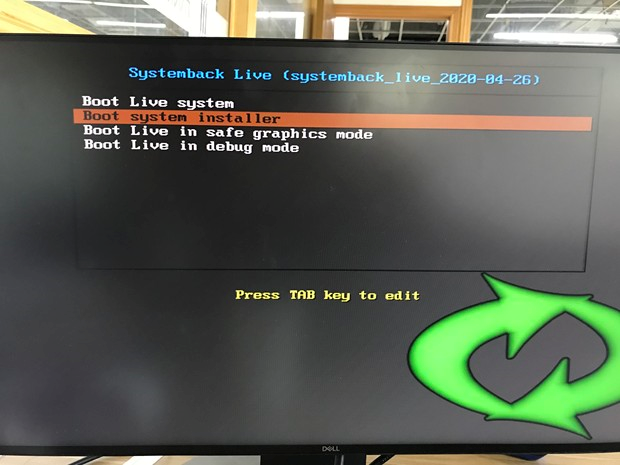 Systemback Live (systemback_live_2020-04-26)
Boot Live system
Boot system installer
Boot Live in safe graphics mode
Boot Live in debug mode
Press TAB key to edit
DELL